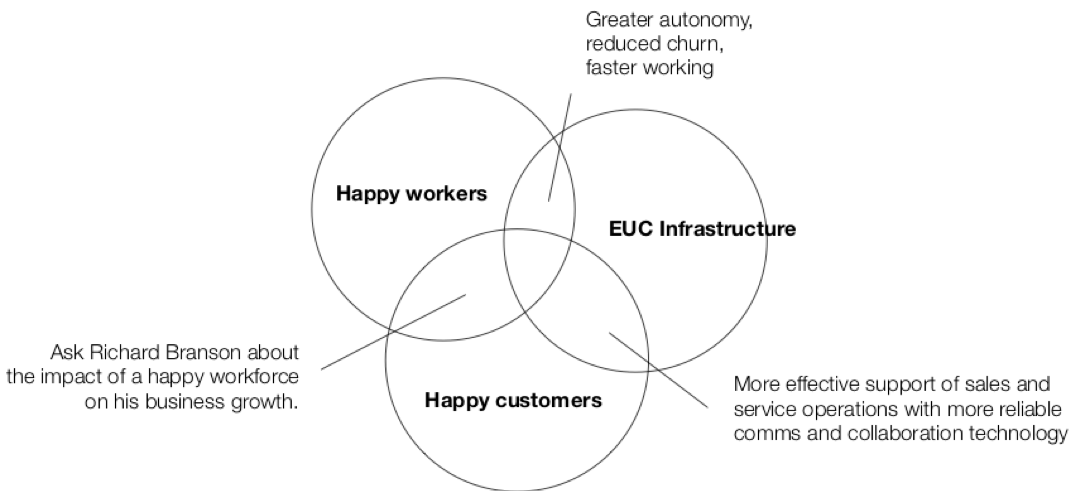 Greater autonomy,
reduced churn,
faster working
Happy workers
EUC Infrastructure
Ask Richard Branson about
the impact of a happy workforce
on his business growth.
Happy customers
More effective support of sales and
service operations with more reliable
comms and collaboration technology